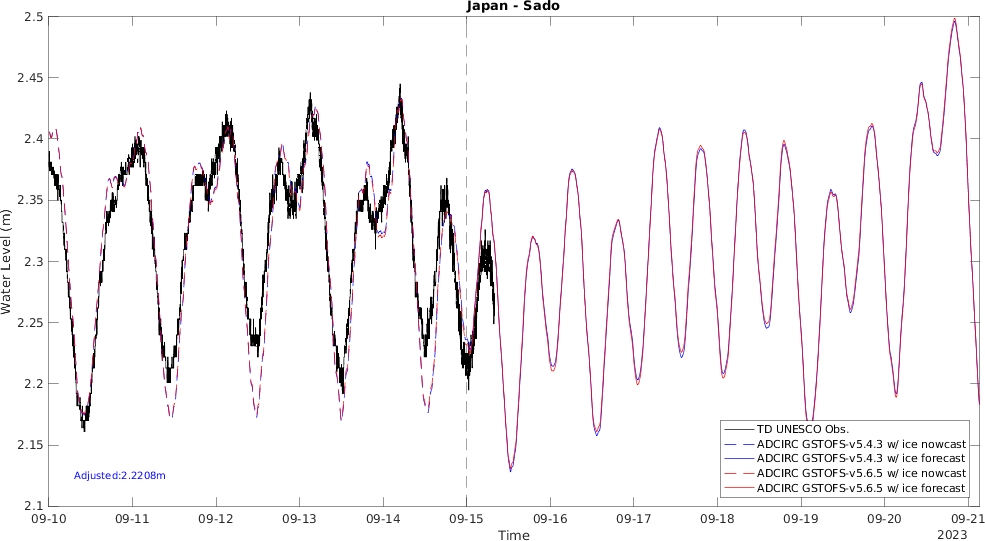 Japan - Sado
2.5
2.45
2.4
2.35
2.3
2.25
2.2
2.15
2.1
Water Level (m)
Adjusted:2.2208m
TD UNESCO Obs.
ADCIRC GSTOFS-v5.4.3 w/ ice nowcast
ADCIRC GSTOFS-v5.4.3 w/ ice forecast
ADCIRC GSTOFS-v5.6.5 w/ ice nowcast
ADCIRC GSTOFS-v5.6.5 w/ ice forecast
09-10 09-11 09-12 09-13 09-14 09-15 09-16 09-17 09-18 09-19 09-20 09-21
Time
2023